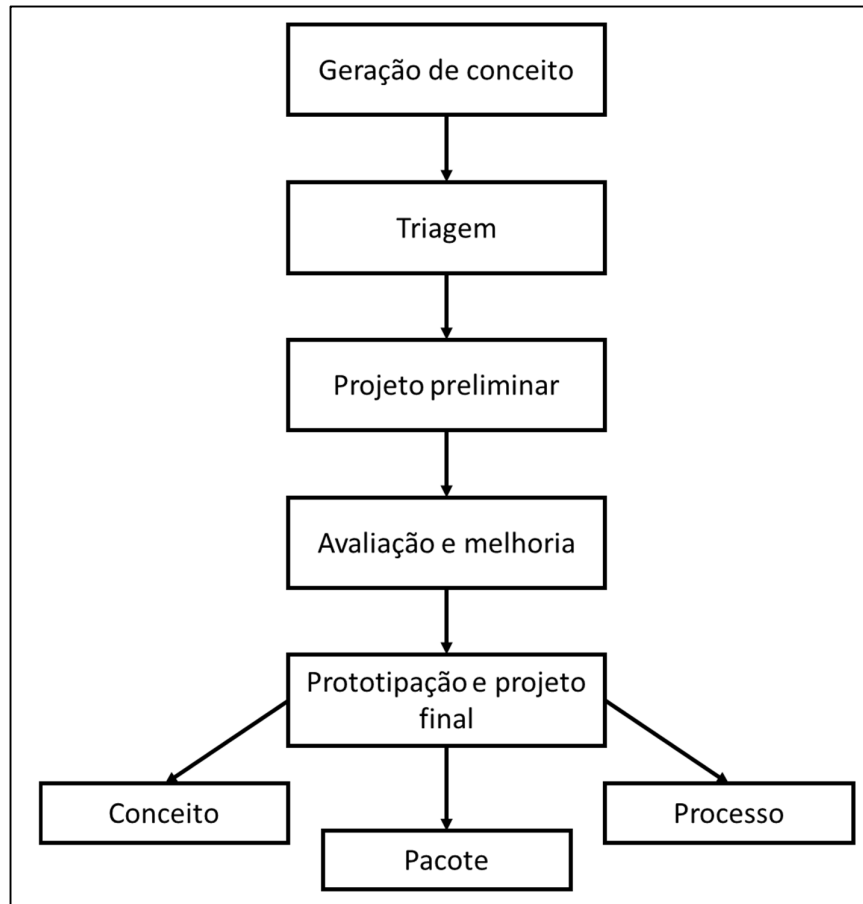 Geração de conceito
Triagem
Projeto preliminar
Avaliação e melhoria
Prototipação e projeto
final
Conceito
Processo
Pacote